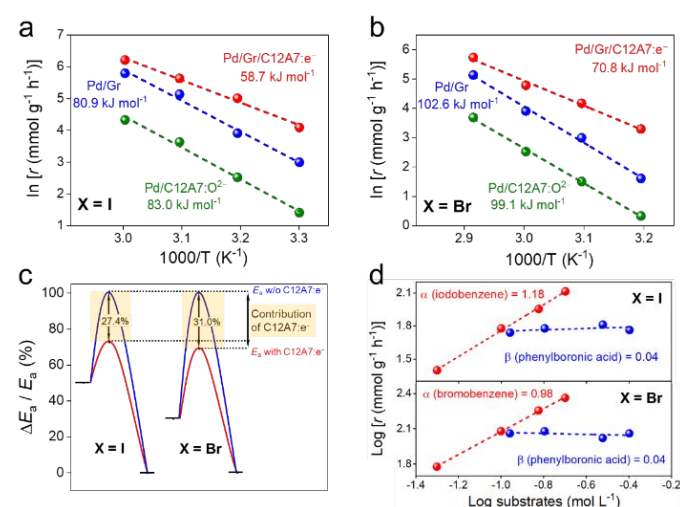 a
ln [r (mmol g⁻¹ h⁻¹)]
7
6
5
4
3
2
1
Pd/Gr/C12A7:e⁻
58.7 kJ mol⁻¹
Pd/Gr
80.9 kJ mol⁻¹
Pd/C12A7:O²⁻
83.0 kJ mol⁻¹
X = I
3.0
3.1
3.2
3.3
1000/T (K⁻¹)
b
ln [r (mmol g⁻¹ h⁻¹)]
6
5
4
3
2
1
0
Pd/Gr/C12A7:e⁻
70.8 kJ mol⁻¹
Pd/Gr
102.6 kJ mol⁻¹
Pd/C12A7:O²⁻
99.1 kJ mol⁻¹
X = Br
2.9
3.0
3.1
3.2
1000/T (K⁻¹)
c
ΔEa / Ea (%)
100
80
60
40
20
0
27.4%
31.0%
Ea w/o C12A7:e⁻
Contribution
of C12A7:e⁻
Ea with C12A7:e⁻
X = I
X = Br
d
Log [r (mmol g⁻¹ h⁻¹)]
2.1
1.8
1.5
α (iodobenzene) = 1.18
X = I
β (phenylboronic acid) = 0.04
2.4
2.1
1.8
α (bromobenzene) = 0.98
X = Br
β (phenylboronic acid) = 0.04
-1.4
-1.2
-1.0
-0.8
-0.6
-0.4
Log substrates (mol L⁻¹)